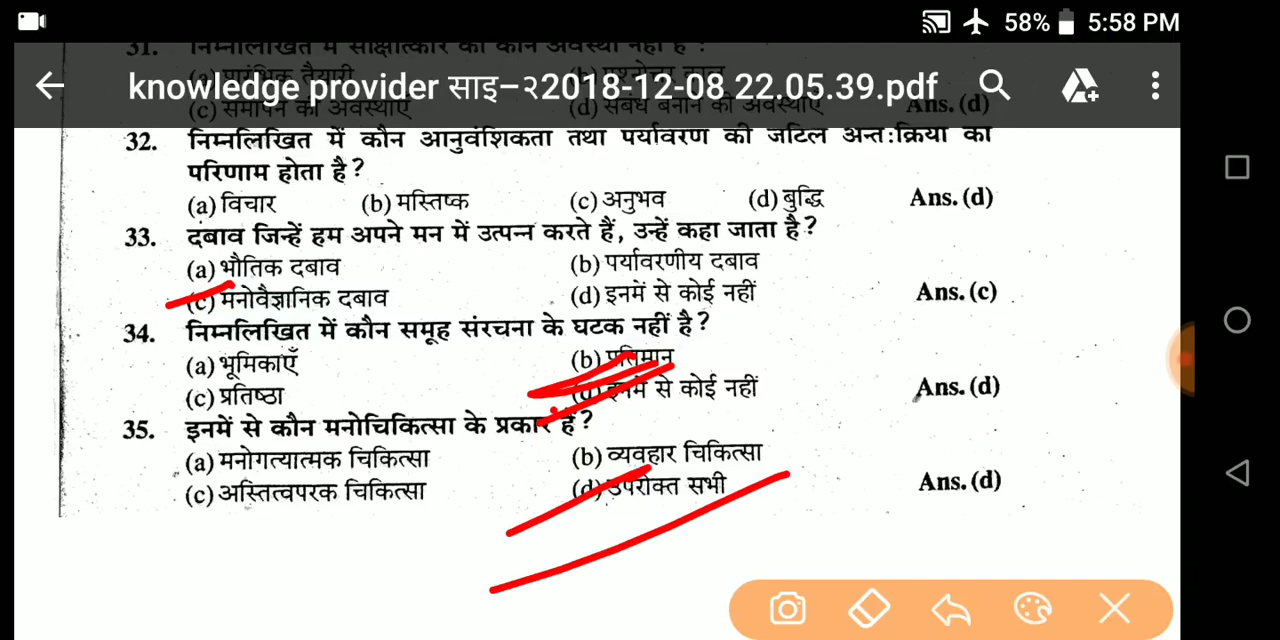 58% 5:58 PM
31. निम्नलिखित में साक्षात्कार की कौन अवस्था नहीं है ?
knowledge provider साइ–२2018-12-08 22.05.39.pdf
(a) प्रारंभिक तैयारी (b)
(c) समापन की अवस्थाएँ (d) संबंध बनाने की अवस्थाएँ Ans. (d)
32. निम्नलिखित में कौन आनुवंशिकता तथा पर्यावरण की जटिल अन्तःक्रिया का
परिणाम होता है ?
(a) विचार (b) मस्तिष्क (c) अनुभव (d) बुद्धि Ans. (d)
33. दबाव जिन्हें हम अपने मन में उत्पन्न करते हैं, उन्हें कहा जाता है ?
(a) भौतिक दबाव (b) पर्यावरणीय दबाव
(c) मनोवैज्ञानिक दबाव (d) इनमें से कोई नहीं Ans. (c)
34. निम्नलिखित में कौन समूह संरचना के घटक नहीं है ?
(a) भूमिकाएँ (b) प्रतिमान
(c) प्रतिष्ठा (d) इनमें से कोई नहीं Ans. (d)
35. इनमें से कौन मनोचिकित्सा के प्रकार हैं ?
(a) मनोगत्यात्मक चिकित्सा (b) व्यवहार चिकित्सा
(c) अस्तित्वपरक चिकित्सा (d) उपरोक्त सभी Ans. (d)